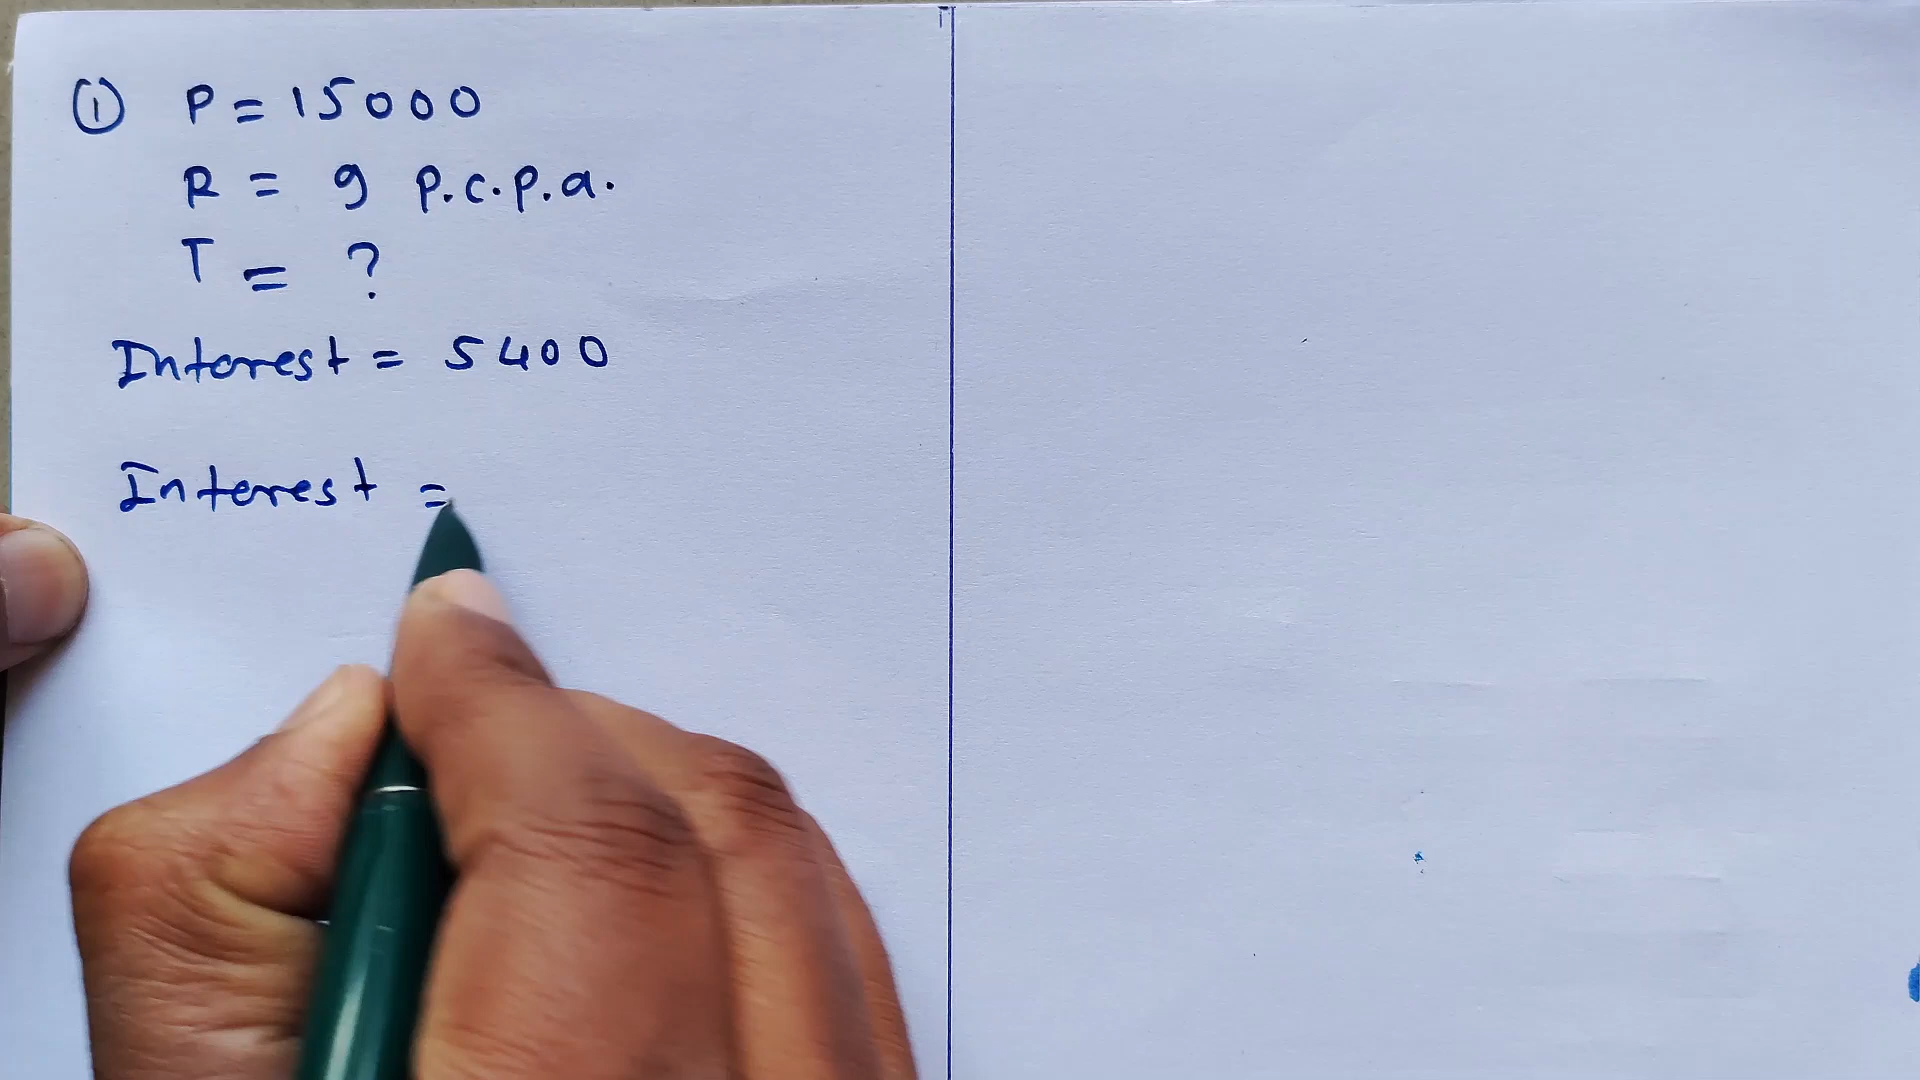 ① P = 15000
R = 9 p.c.p.a.
T = ?
Interest = 5400
Interest =